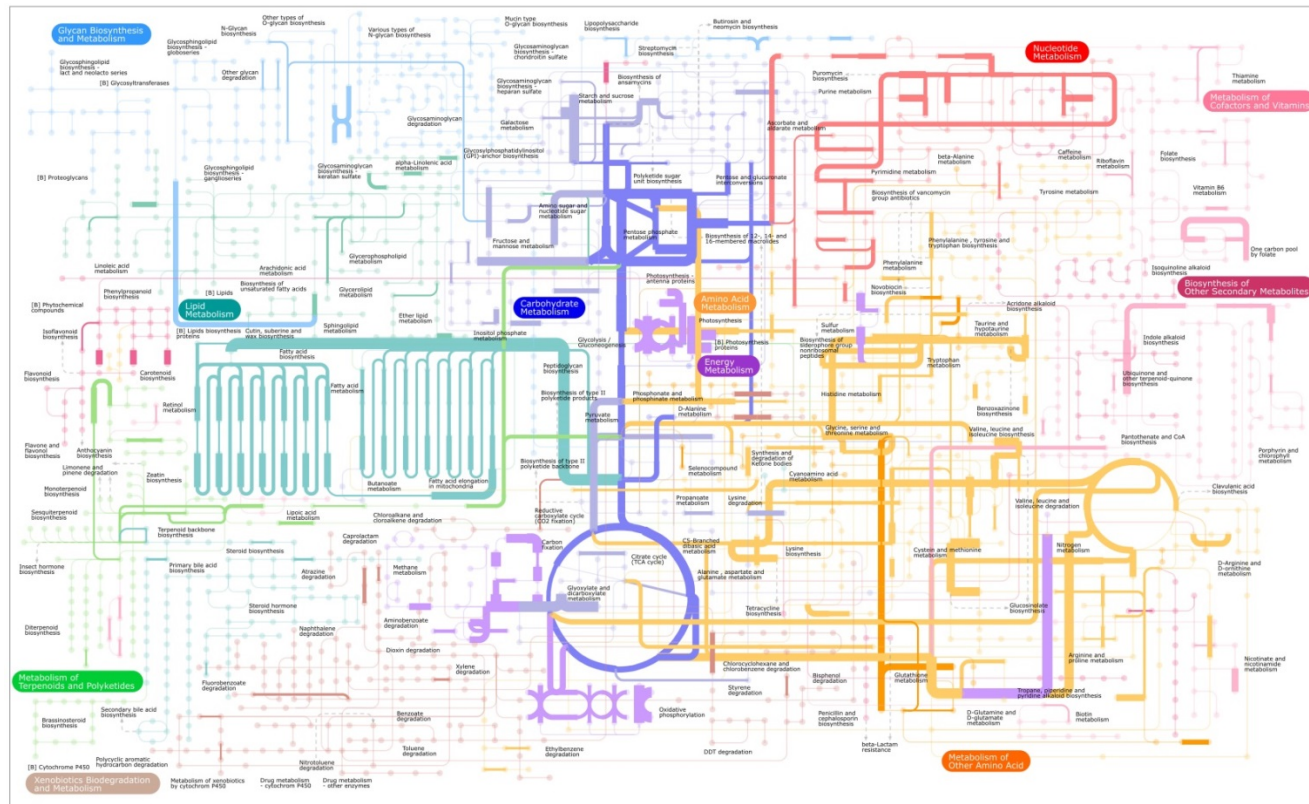 Glycan Biosynthesis
and Metabolism
N-Glycan
biosynthesis
Other types of
O-glycan biosynthesis
Various types of
N-glycan biosynthesis
Mucin type
O-glycan biosynthesis
Lipopolysaccharide
biosynthesis
Butirosin and
neomycin biosynthesis
Glycosphingolipid
biosynthesis -
globoseries
Glycosaminoglycan
biosynthesis -
chondroitin sulfate
Streptomycin
biosynthesis
Nucleotide
Metabolism
Glycosphingolipid
biosynthesis -
lact and neolacto series
[B] Glycosyltransferases
Other glycan
degradation
Glycosaminoglycan
biosynthesis -
heparan sulfate
Biosynthesis of
ansamycins
Starch and sucrose
metabolism
Puromycin
biosynthesis
Purine metabolism
Thiamine
metabolism
Metabolism of
Cofactors and Vitamins
Glycosaminoglycan
degradation
Galactose metabolism
Ascorbate and
aldarate metabolism
Glycosylphosphatidylinositol
(GPI)-anchor biosynthesis
Caffeine metabolism
Folate
biosynthesis
[B] Proteoglycans
Glycosphingolipid
biosynthesis -
ganglioseries
Glycosaminoglycan
biosynthesis -
keratan sulfate
alpha-Linolenic acid
metabolism
Polyketide sugar
unit biosynthesis
Pentose and glucuronate
interconversions
Pyrimidine metabolism
beta-Alanine
metabolism
Riboflavin
metabolism
Biosynthesis of vancomycin
group antibiotics
Tyrosine metabolism
Vitamin B6
metabolism
Amino sugar and
nucleotide sugar
metabolism
Pentose phosphate
metabolism
Biosynthesis of 12-, 14- and
16-membered macrolides
Fructose and
mannose metabolism
Phenylalanine , tyrosine and
tryptophan biosynthesis
One carbon pool
by folate
Linoleic acid
metabolism
Arachidonic acid
metabolism
Glycerophospholipid
metabolism
Phenylalanine
metabolism
Isoquinoline alkaloid
biosynthesis
Photosynthesis -
antenna proteins
Phenylpropanoid
biosynthesis
Biosynthesis of
unsaturated fatty acids
[B] Lipids
Glycerolipid
metabolism
Novobiocin
biosynthesis
Biosynthesis of
Other Secondary Metabolites
[B] Phytochemical
compounds
Lipid
Metabolism
Carbohydrate
Metabolism
Amino Acid
Metabolism
Acridone alkaloid
biosynthesis
Isoflavonoid
biosynthesis
[B] Lipids biosynthesis
proteins
Cutin, suberine and
wax biosynthesis
Sphingolipid
metabolism
Ether lipid
metabolism
Inositol phosphate
metabolism
Photosynthesis
Sulfur
metabolism
Taurine and
hypotaurine metabolism
Indole alkaloid
biosynthesis
Glycolysis /
Gluconeogenesis
[B] Photosynthesis
proteins
Biosynthesis of
siderophore group
nonribosomal
peptides
Fatty acid
biosynthesis
Energy
Metabolism
Tryptophan
metabolism
Flavonoid
biosynthesis
Carotenoid
biosynthesis
Peptidoglycan
biosynthesis
Ubiquinone and
other terpenoid-quinone
biosynthesis
Fatty acid
metabolism
Retinol
metabolism
Biosynthesis of type II
polyketide products
Phosphonate and
phosphinate metabolism
Histidine metabolism
Benzoxazinone
biosynthesis
Pyruvate
metabolism
D-Alanine
metabolism
Flavone and
flavonol biosynthesis
Anthocyanin
biosynthesis
Glycine, serine and
threonine metabolism
Valine, leucine and
isoleucine biosynthesis
Pantothenate and CoA
biosynthesis
Limonene and
pinene degradation
Biosynthesis of type II
polyketide backbone
Selenocompound
metabolism
Synthesis and
degradation of
Ketone bodies
Porphyrin and
chlorophyll
metabolism
Zeatin
biosynthesis
Cyanoamino acid
metabolism
Clavulanic acid
biosynthesis
Monoterpenoid
biosynthesis
Butanoate
metabolism
Fatty acid elongation
in mitochondria
Propanoate
metabolism
Lysine
degradation
Valine, leucine and
isoleucine degradation
Sesquiterpenoid
biosynthesis
Lipoic acid
metabolism
Chloroalkane and
chloroalkene degradation
Reductive
carboxylate cycle
(CO2 fixation)
Terpenoid backbone
biosynthesis
Caprolactam
degradation
Carbon
fixation
C5-Branched
dibasic acid
metabolism
Lysine
biosynthesis
Cystein and methionine
metabolism
Nitrogen
metabolism
Steroid biosynthesis
Citrate cycle
(TCA cycle)
Alanine , aspartate and
glutamate metabolism
Insect hormone
biosynthesis
Primary bile acid
biosynthesis
Atrazine
degradation
Methane
metabolism
D-Arginine and
D-ornithine
metabolism
Glyoxylate and
dicarboxylate
metabolism
Steroid hormone
biosynthesis
Tetracycline
biosynthesis
Glucosinolate
biosynthesis
Diterpenoid
biosynthesis
Naphthalene
degradation
Aminobenzoate
degradation
Dioxin degradation
Arginine and
proline metabolism
Xylene
degradation
Chlorocyclohexane and
chlorobenzene degradation
Bisphenol
degradation
Glutathione
metabolism
Nicotinate and
nicotinamide
metabolism
Metabolism of
Terpenoids and Polyketides
Fluorobenzoate
degradation
Styrene
degradation
Tropane, piperidine and
pyridine alkaloid biosynthesis
Secondary bile acid
biosynthesis
Benzoate
degradation
Oxidative
phosphorylation
Penicillin and
cephalosporin
biosynthesis
D-Glutamine and
D-glutamate
metabolism
Biotin
metabolism
Brassinosteroid
biosynthesis
Toluene
degradation
Ethylbenzene
degradation
DDT degradation
beta-Lactam
resistance
Metabolism of
Other Amino Acid
[B] Cytochrome P450
Polycyclic aromatic
hydrocarbon degradation
Nitrotoluene
degradation
Xenobiotics Biodegradation
and Metabolism
Metabolism of xenobiotics
by cytochrom P450
Drug metabolism
- cytochrom P450
Drug metabolism
- other enzymes